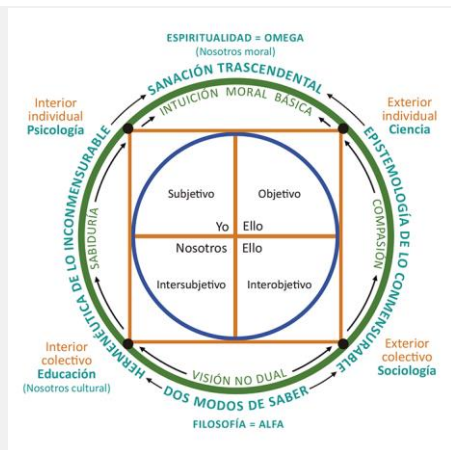 ESPIRITUALIDAD = OMEGA
(Nosotros moral)
SANACIÓN TRASCENDENTAL
INTUICIÓN MORAL BÁSICA
Interior
individual
Psicología
Exterior
individual
Ciencia
HERMENÉUTICA DE LO INCONMENSURABLE
SABIDURÍA
Subjetivo
Objetivo
Yo
Ello
Nosotros
Ello
Intersubjetivo
Interobjetivo
COMPASIÓN
EPISTEMOLOGÍA DE LO CONMENSURABLE
Interior
colectivo
Educación
(Nosotros cultural)
Exterior
colectivo
Sociología
VISIÓN NO DUAL
DOS MODOS DE SABER
FILOSOFÍA = ALFA